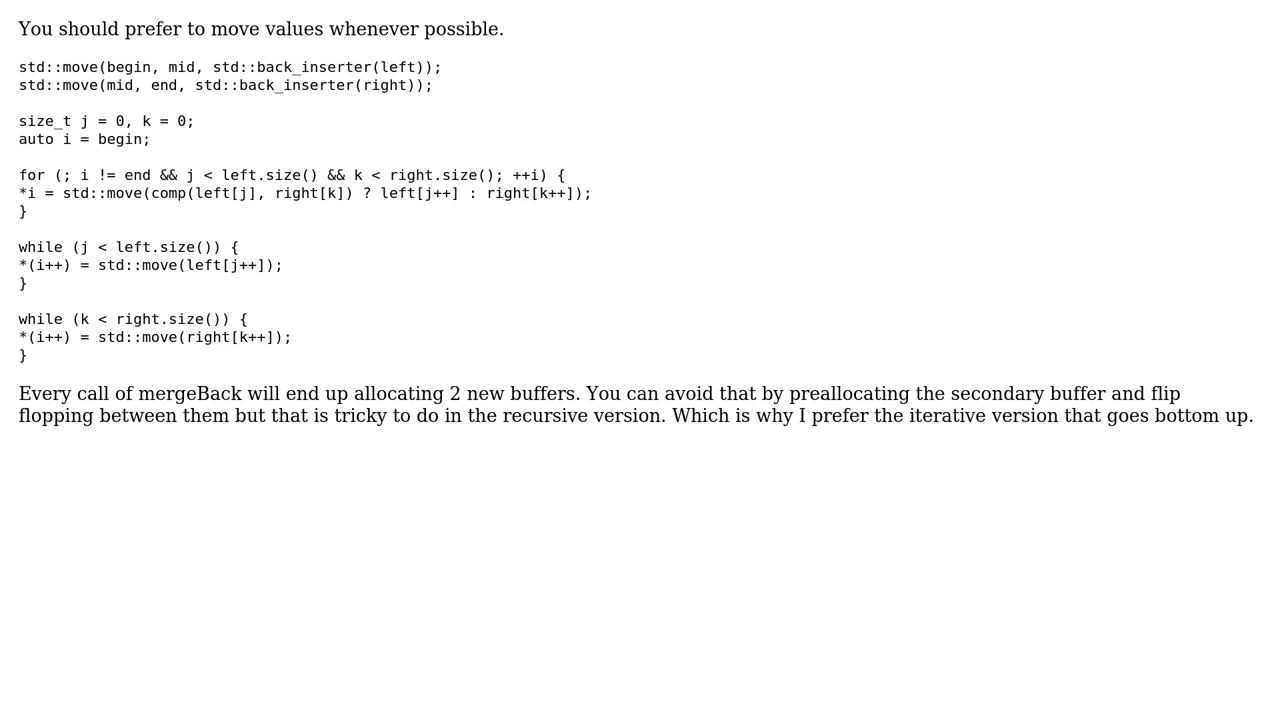 You should prefer to move values whenever possible.
std::move(begin, mid, std::back_inserter(left));
std::move(mid, end, std::back_inserter(right));
size_t j = 0, k = 0;
auto i = begin;
for (; i != end && j < left.size() && k < right.size(); ++i) {
*i = std::move(comp(left[j], right[k]) ? left[j++] : right[k++]);
}
while (j < left.size()) {
*(i++) = std::move(left[j++]);
}
while (k < right.size()) {
*(i++) = std::move(right[k++]);
}
Every call of mergeBack will end up allocating 2 new buffers. You can avoid that by preallocating the secondary buffer and flip
flopping between them but that is tricky to do in the recursive version. Which is why I prefer the iterative version that goes bottom up.